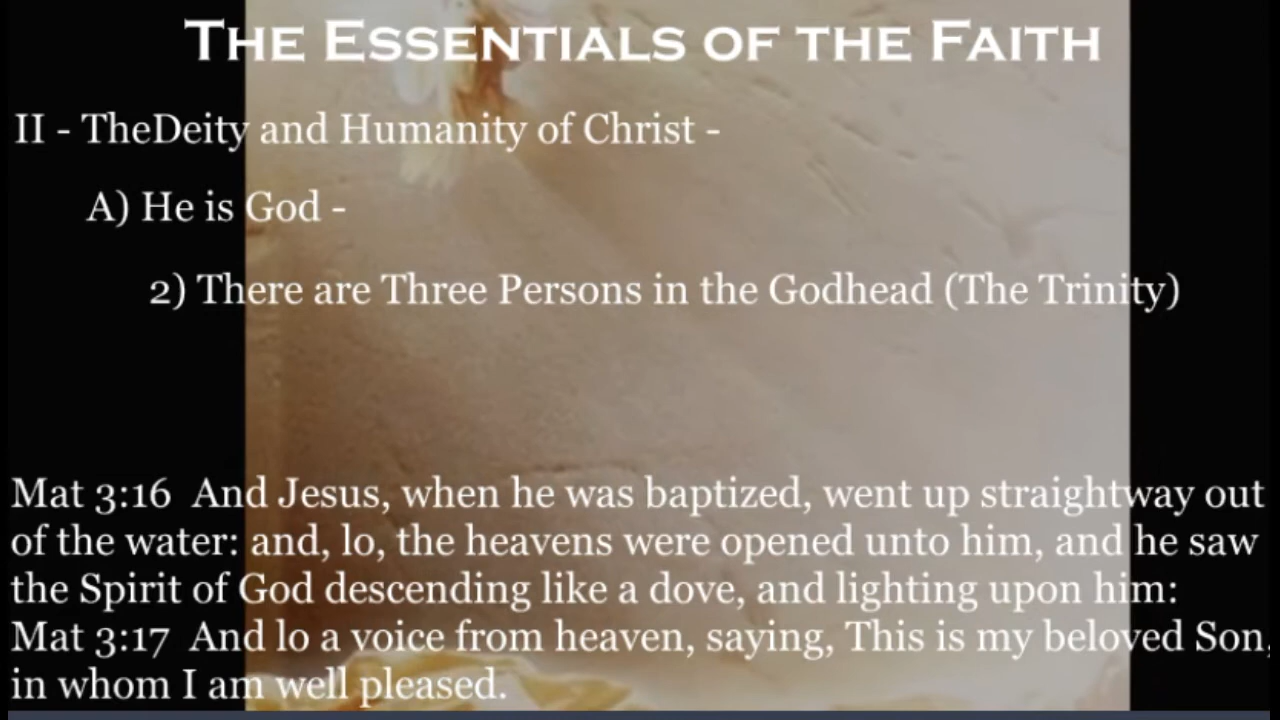 The Essentials of the Faith
II - TheDeity and Humanity of Christ -
A) He is God -
2) There are Three Persons in the Godhead (The Trinity)
Mat 3:16  And Jesus, when he was baptized, went up straightway out
of the water: and, lo, the heavens were opened unto him, and he saw
the Spirit of God descending like a dove, and lighting upon him:
Mat 3:17  And lo a voice from heaven, saying, This is my beloved Son,
in whom I am well pleased.